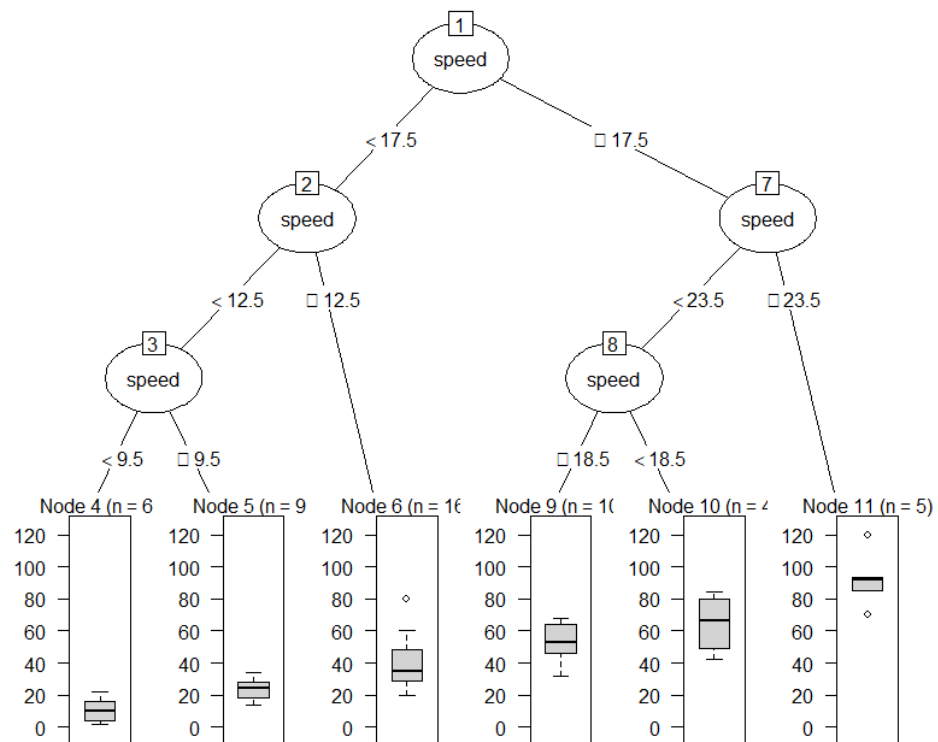 1
speed
< 17.5
□ 17.5
2
7
speed
speed
< 12.5
□ 12.5
< 23.5
□ 23.5
3
8
speed
speed
< 9.5
□ 9.5
□ 18.5
< 18.5
Node 4 (n = 6
Node 5 (n = 9
Node 6 (n = 16
Node 9 (n = 10
Node 10 (n = 4
Node 11 (n = 5)
120 120 120 120 120 120
100 100 100 100 100 100
80 80 80 80 80 80
60 60 60 60 60 60
40 40 40 40 40 40
20 20 20 20 20 20
0 0 0 0 0 0